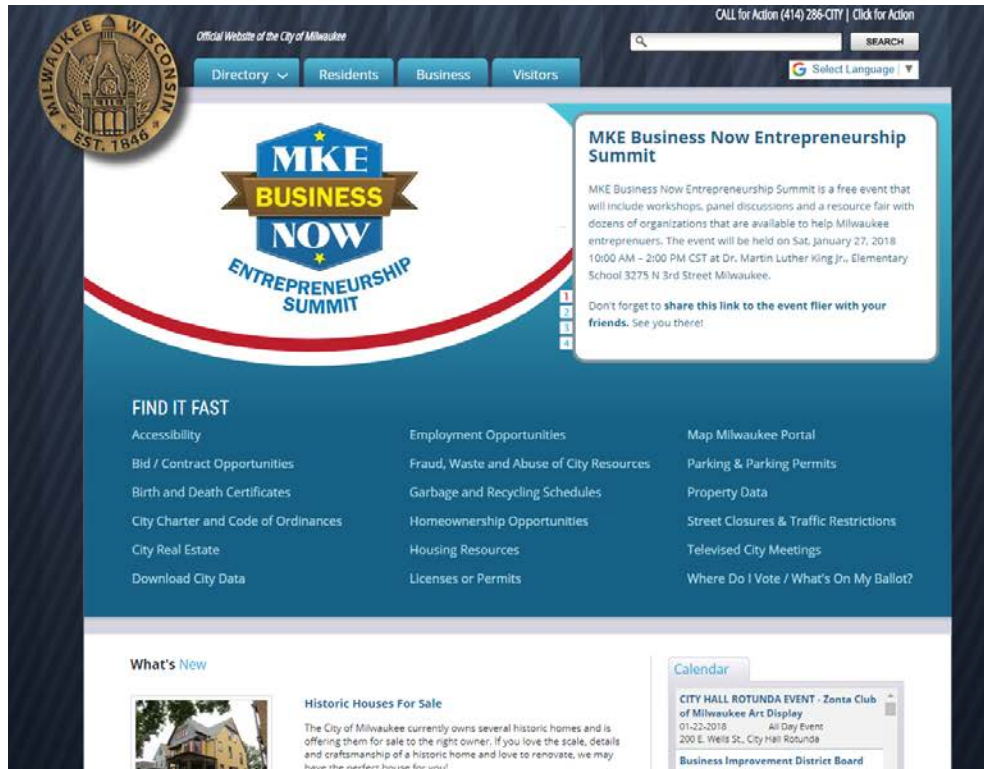 CALL for Action (414) 286-CITY | Click for Action
MILWAUKEE WISCONSIN
EST. 1846
Official Website of the City of Milwaukee
SEARCH
Directory Residents Business Visitors
Select Language ▼
MKE
BUSINESS
NOW
ENTREPRENEURSHIP
SUMMIT
MKE Business Now Entrepreneurship
Summit
MKE Business Now Entrepreneurship Summit is a free event that
will include workshops, panel discussions and a resource fair with
dozens of organizations that are available to help Milwaukee
entreprenuers. The event will be held on Sat, January 27, 2018
10:00 AM – 2:00 PM CST at Dr. Martin Luther King Jr., Elementary
School 3275 N 3rd Street Milwaukee.
Don't forget to share this link to the event flier with your
friends. See you there!
1
2
3
4
FIND IT FAST
Accessibility
Bid / Contract Opportunities
Birth and Death Certificates
City Charter and Code of Ordinances
City Real Estate
Download City Data
Employment Opportunities
Fraud, Waste and Abuse of City Resources
Garbage and Recycling Schedules
Homeownership Opportunities
Housing Resources
Licenses or Permits
Map Milwaukee Portal
Parking & Parking Permits
Property Data
Street Closures & Traffic Restrictions
Televised City Meetings
Where Do I Vote / What's On My Ballot?
What's New
Historic Houses For Sale
The City of Milwaukee currently owns several historic homes and is
offering them for sale to the right owner. If you love the scale, details
and craftsmanship of a historic home and love to renovate, we may
have the perfect house for you!
Calendar
CITY HALL ROTUNDA EVENT - Zonta Club
of Milwaukee Art Display
01-22-2018 All Day Event
200 E. Wells St., City Hall Rotunda
Business Improvement District Board